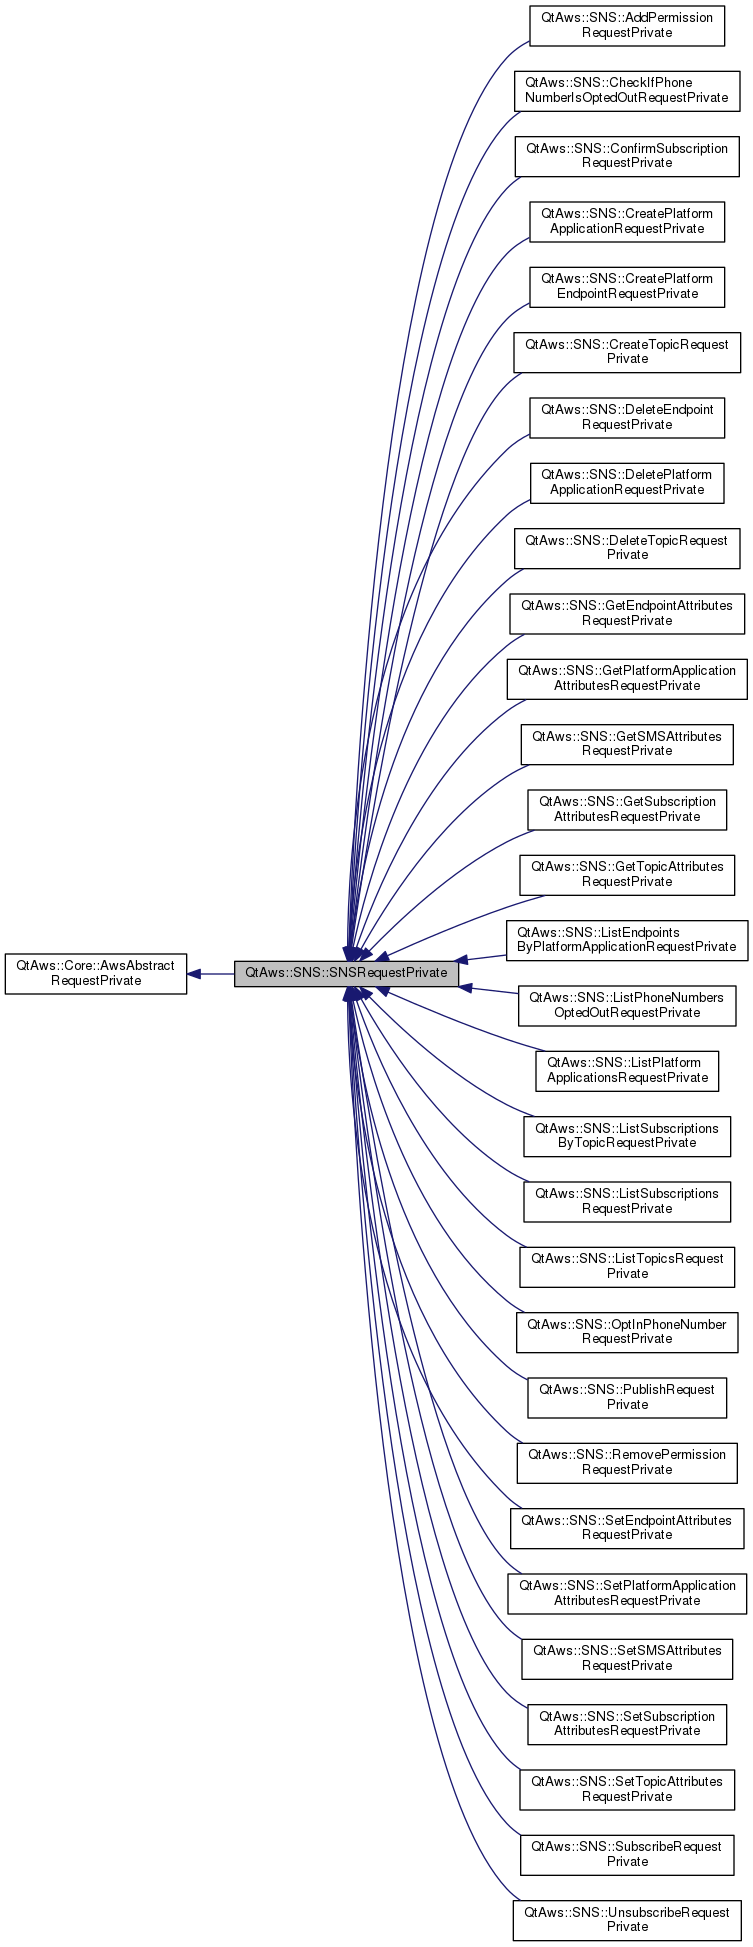 QtAws::SNS::AddPermission
RequestPrivate
QtAws::SNS::CheckIfPhone
NumberIsOptedOutRequestPrivate
QtAws::SNS::ConfirmSubscription
RequestPrivate
QtAws::SNS::CreatePlatform
ApplicationRequestPrivate
QtAws::SNS::CreatePlatform
EndpointRequestPrivate
QtAws::SNS::CreateTopicRequest
Private
QtAws::SNS::DeleteEndpoint
RequestPrivate
QtAws::SNS::DeletePlatform
ApplicationRequestPrivate
QtAws::SNS::DeleteTopicRequest
Private
QtAws::SNS::GetEndpointAttributes
RequestPrivate
QtAws::SNS::GetPlatformApplication
AttributesRequestPrivate
QtAws::SNS::GetSMSAttributes
RequestPrivate
QtAws::SNS::GetSubscription
AttributesRequestPrivate
QtAws::SNS::GetTopicAttributes
RequestPrivate
QtAws::SNS::ListEndpoints
ByPlatformApplicationRequestPrivate
QtAws::Core::AwsAbstract
RequestPrivate
QtAws::SNS::SNSRequestPrivate
QtAws::SNS::ListPhoneNumbers
OptedOutRequestPrivate
QtAws::SNS::ListPlatform
ApplicationsRequestPrivate
QtAws::SNS::ListSubscriptions
ByTopicRequestPrivate
QtAws::SNS::ListSubscriptions
RequestPrivate
QtAws::SNS::ListTopicsRequest
Private
QtAws::SNS::OptInPhoneNumber
RequestPrivate
QtAws::SNS::PublishRequest
Private
QtAws::SNS::RemovePermission
RequestPrivate
QtAws::SNS::SetEndpointAttributes
RequestPrivate
QtAws::SNS::SetPlatformApplication
AttributesRequestPrivate
QtAws::SNS::SetSMSAttributes
RequestPrivate
QtAws::SNS::SetSubscription
AttributesRequestPrivate
QtAws::SNS::SetTopicAttributes
RequestPrivate
QtAws::SNS::SubscribeRequest
Private
QtAws::SNS::UnsubscribeRequest
Private